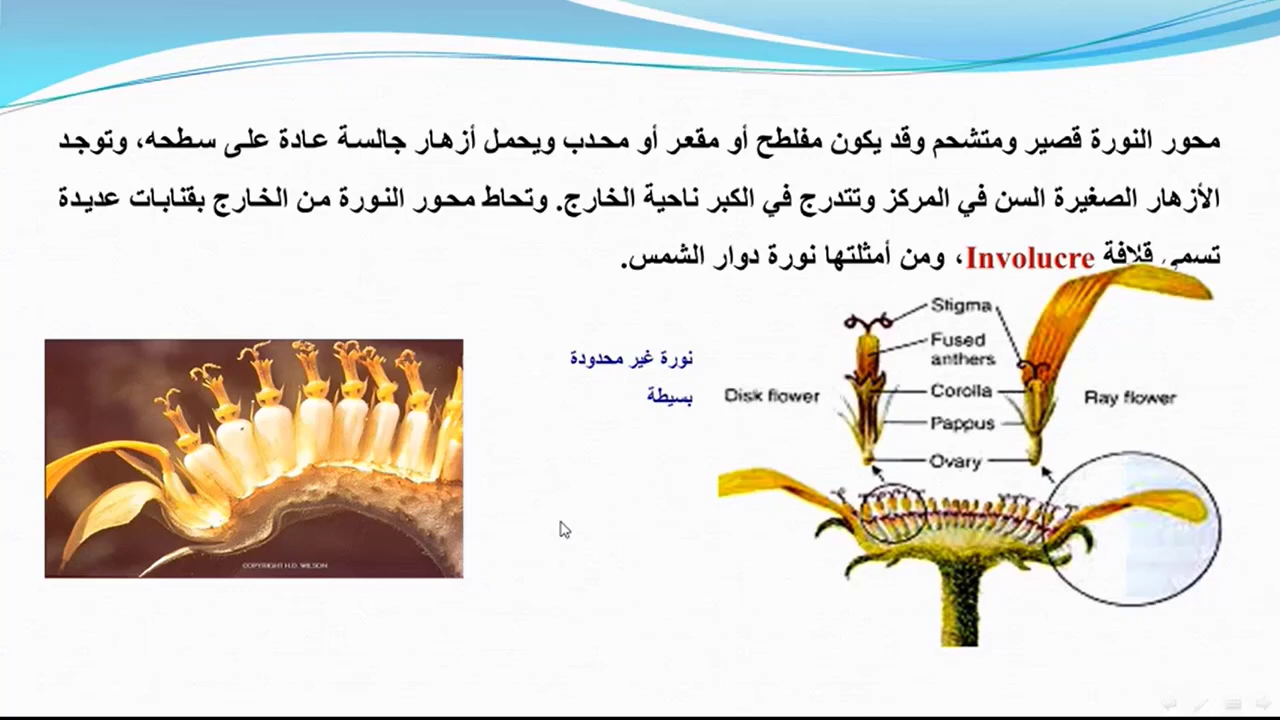 محور النورة قصير ومتشحم وقد يكون مفلطح أو مقعر أو محدب ويحمل أزهار جالسة عادة على سطحه، وتوجد
الأزهار الصغيرة السن في المركز وتتدرج في الكبر ناحية الخارج. وتحاط محور النورة من الخارج بقنابات عديدة
تسمى قلافة Involucre، ومن أمثلتها نورة دوار الشمس.
نورة غير محدودة
بسيطة
Stigma
Fused
anthers
Disk flower
Corolla
Ray flower
Pappus
Ovary
COPYRIGHT H.D. WILSON